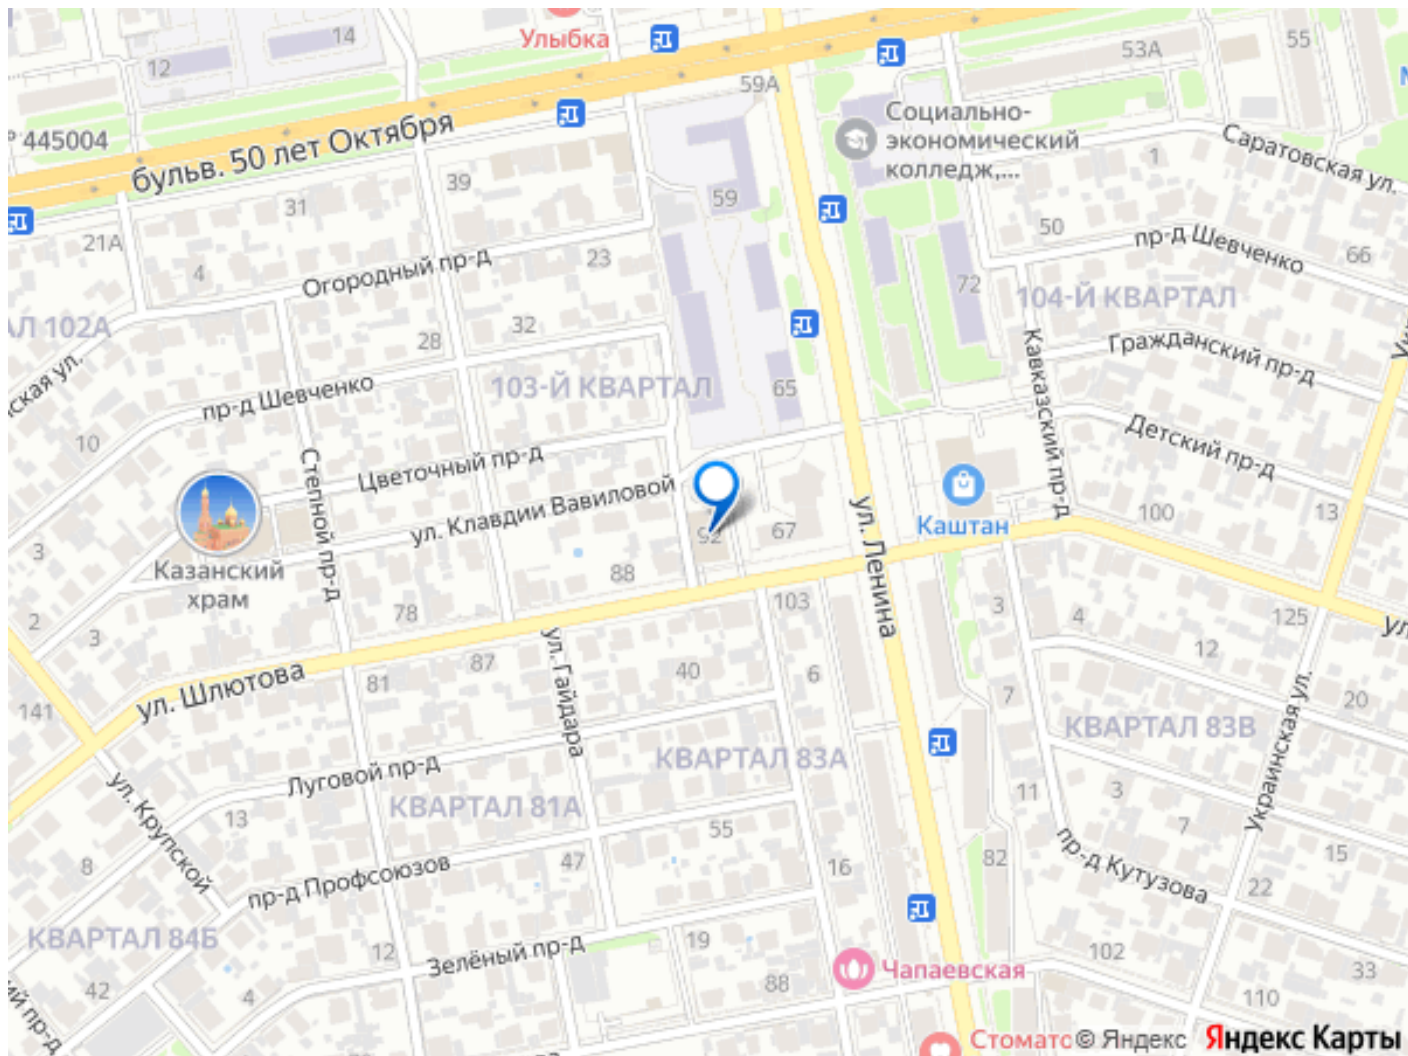 Улыбка
14
12
53А
55
59А
445004
бульв. 50 лет Октября
Социально-
экономический
колледж,...
Саратовская ул.
1
39
59
31
50
21А
4
Огородный пр-д
23
пр-д Шевченко
66
72
104-Й КВАРТАЛ
32
28
Кавказский пр-д
Гражданский пр-д
пр-д Шевченко
103-Й КВАРТАЛ
65
10
Детский пр-д
Цветочный пр-д
Степной пр-д
ул. Клавдии Вавиловой
ул. Ленина
Каштан
100
13
3
92
67
Казанский
храм
88
78
103
3
4
125
2
3
12
ул. Шлютова
87
81
ул. Гайдара
40
6
7
20
141
КВАРТАЛ 83В
КВАРТАЛ 83А
Украинская ул.
Луговой пр-д
ул. Крупской
КВАРТАЛ 81А
13
11
3
7
55
15
8
47
16
82
пр-д Профсоюзов
пр-д Кутузова
22
КВАРТАЛ 84Б
12
Зелёный пр-д
19
102
Чапаевская
33
42
4
88
110
© Яндекс
Яндекс Карты